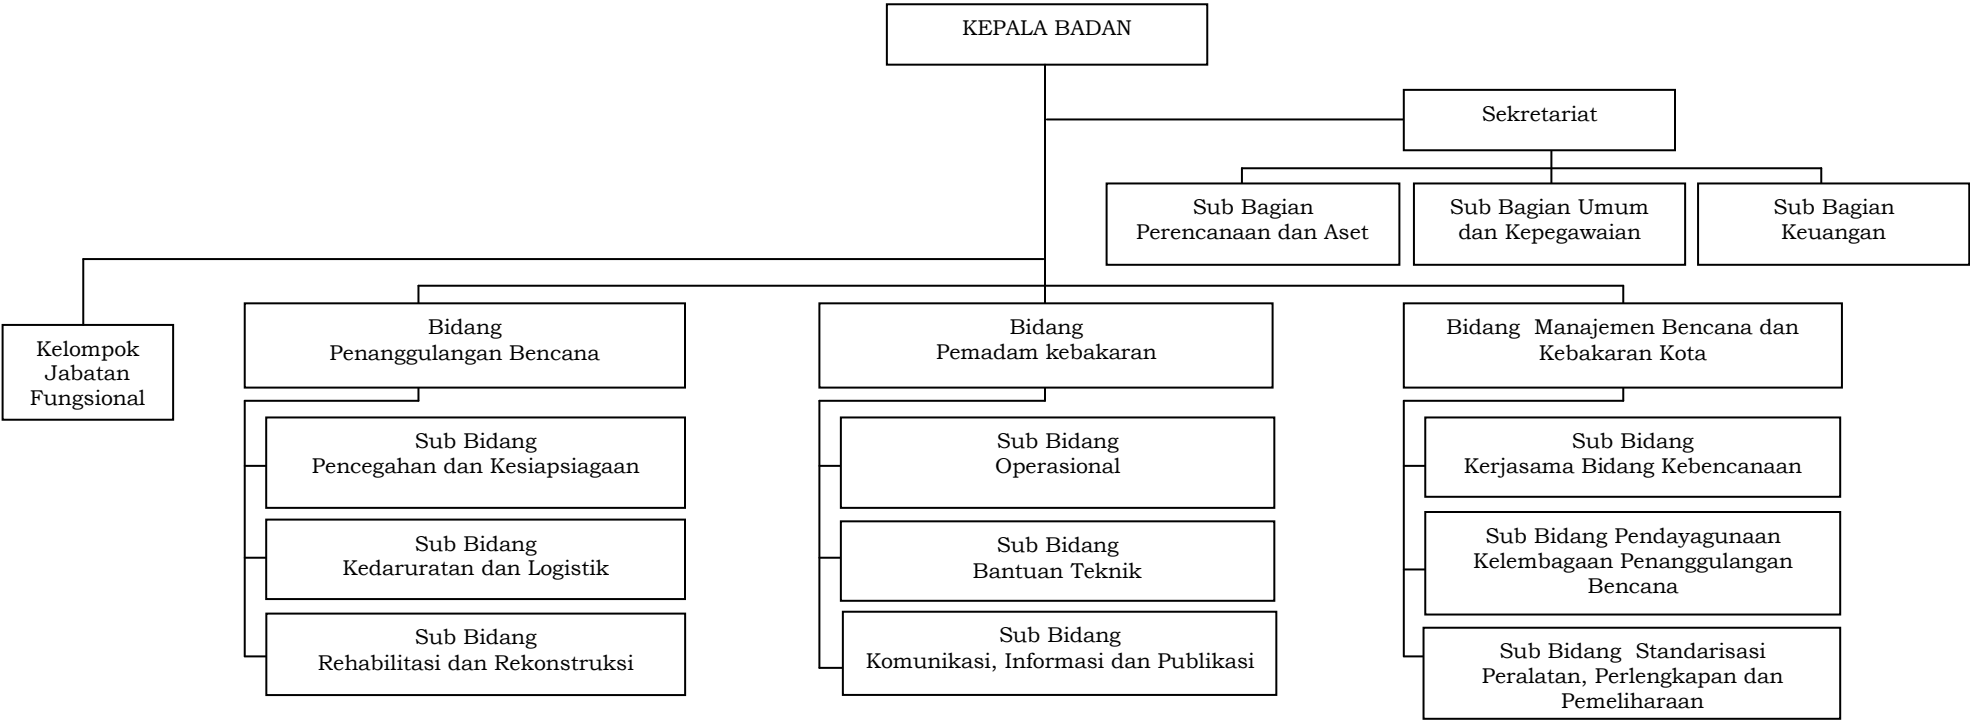 KEPALA BADAN
Sekretariat
Sub Bagian
Perencanaan dan Aset
Sub Bagian Umum
dan Kepegawaian
Sub Bagian
Keuangan
Kelompok
Jabatan
Fungsional
Bidang
Penanggulangan Bencana
Sub Bidang
Pencegahan dan Kesiapsiagaan
Sub Bidang
Kedaruratan dan Logistik
Sub Bidang
Rehabilitasi dan Rekonstruksi
Bidang
Pemadam kebakaran
Sub Bidang
Operasional
Sub Bidang
Bantuan Teknik
Sub Bidang
Komunikasi, Informasi dan Publikasi
Bidang  Manajemen Bencana dan
Kebakaran Kota
Sub Bidang
Kerjasama Bidang Kebencanaan
Sub Bidang Pendayagunaan
Kelembagaan Penanggulangan
Bencana
Sub Bidang  Standarisasi
Peralatan, Perlengkapan dan
Pemeliharaan